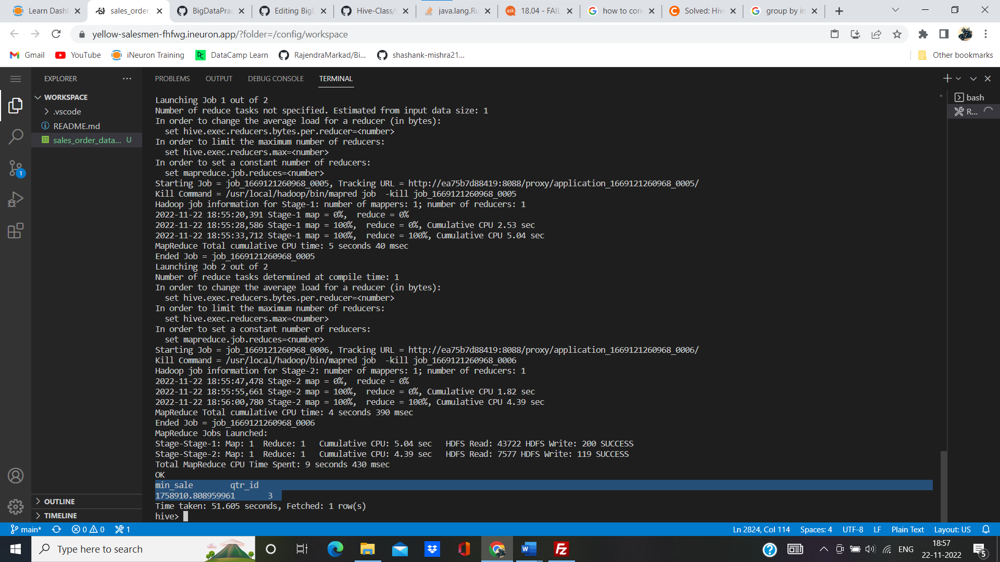 Learn Dash
sales_order_
BigDataPrac
Editing BigD
Hive-Class/
java.lang.Ru
ask
18.04 - FAIL
how to con
Solved: Hiv
group by in
yellow-salesmen-fhfwg.ineuron.app/?folder=/config/workspace
Gmail
YouTube
iNeuron Training
DataCamp Learn
RajendraMarkad/Bi...
shashank-mishra21...
Other bookmarks
EXPLORER
WORKSPACE
.vscode
README.md
sales_order_data... U
1
OUTLINE
TIMELINE
PROBLEMS OUTPUT DEBUG CONSOLE TERMINAL
bash
R...
Launching Job 1 out of 2
Number of reduce tasks not specified. Estimated from input data size: 1
In order to change the average load for a reducer (in bytes):
  set hive.exec.reducers.bytes.per.reducer=<number>
In order to limit the maximum number of reducers:
  set hive.exec.reducers.max=<number>
In order to set a constant number of reducers:
  set mapreduce.job.reduces=<number>
Starting Job = job_1669121260968_0005, Tracking URL = http://ea75b7d88419:8088/proxy/application_1669121260968_0005/
Kill Command = /usr/local/hadoop/bin/mapred job  -kill job_1669121260968_0005
Hadoop job information for Stage-1: number of mappers: 1; number of reducers: 1
2022-11-22 18:55:20,391 Stage-1 map = 0%,  reduce = 0%
2022-11-22 18:55:28,586 Stage-1 map = 100%,  reduce = 0%, Cumulative CPU 2.53 sec
2022-11-22 18:55:33,712 Stage-1 map = 100%,  reduce = 100%, Cumulative CPU 5.04 sec
MapReduce Total cumulative CPU time: 5 seconds 40 msec
Ended Job = job_1669121260968_0005
Launching Job 2 out of 2
Number of reduce tasks determined at compile time: 1
In order to change the average load for a reducer (in bytes):
  set hive.exec.reducers.bytes.per.reducer=<number>
In order to limit the maximum number of reducers:
  set hive.exec.reducers.max=<number>
In order to set a constant number of reducers:
  set mapreduce.job.reduces=<number>
Starting Job = job_1669121260968_0006, Tracking URL = http://ea75b7d88419:8088/proxy/application_1669121260968_0006/
Kill Command = /usr/local/hadoop/bin/mapred job  -kill job_1669121260968_0006
Hadoop job information for Stage-2: number of mappers: 1; number of reducers: 1
2022-11-22 18:55:47,478 Stage-2 map = 0%,  reduce = 0%
2022-11-22 18:55:55,661 Stage-2 map = 100%,  reduce = 0%, Cumulative CPU 1.82 sec
2022-11-22 18:56:00,780 Stage-2 map = 100%,  reduce = 100%, Cumulative CPU 4.39 sec
MapReduce Total cumulative CPU time: 4 seconds 390 msec
Ended Job = job_1669121260968_0006
MapReduce Jobs Launched:
Stage-Stage-1: Map: 1  Reduce: 1   Cumulative CPU: 5.04 sec   HDFS Read: 43722 HDFS Write: 200 SUCCESS
Stage-Stage-2: Map: 1  Reduce: 1   Cumulative CPU: 4.39 sec   HDFS Read: 7577 HDFS Write: 119 SUCCESS
Total MapReduce CPU Time Spent: 9 seconds 430 msec
OK
min_sale        qtr_id
1758910.808959961       3
Time taken: 51.605 seconds, Fetched: 1 row(s)
hive>
main* 0 0 1
Ln 2824, Col 114 Spaces: 4 UTF-8 LF Plain Text Layout: US
Type here to search
W
Fz
ENG
18:57
22-11-2022
5